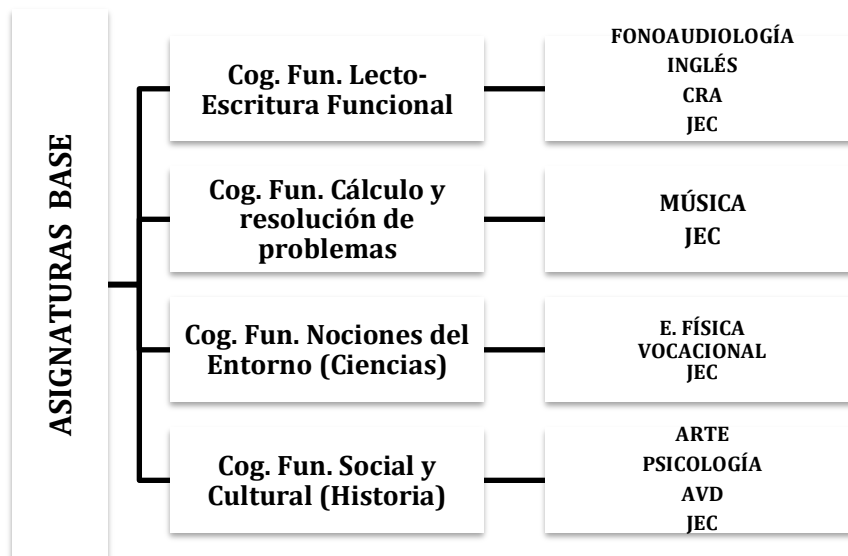 ASIGNATURAS BASE
Cog. Fun. Lecto-
Escritura Funcional
FONOAUDIOLOGÍA
INGLÉS
CRA
JEC
Cog. Fun. Cálculo y
resolución de
problemas
MÚSICA
JEC
Cog. Fun. Nociones del
Entorno (Ciencias)
E. FÍSICA
VOCACIONAL
JEC
Cog. Fun. Social y
Cultural (Historia)
ARTE
PSICOLOGÍA
AVD
JEC